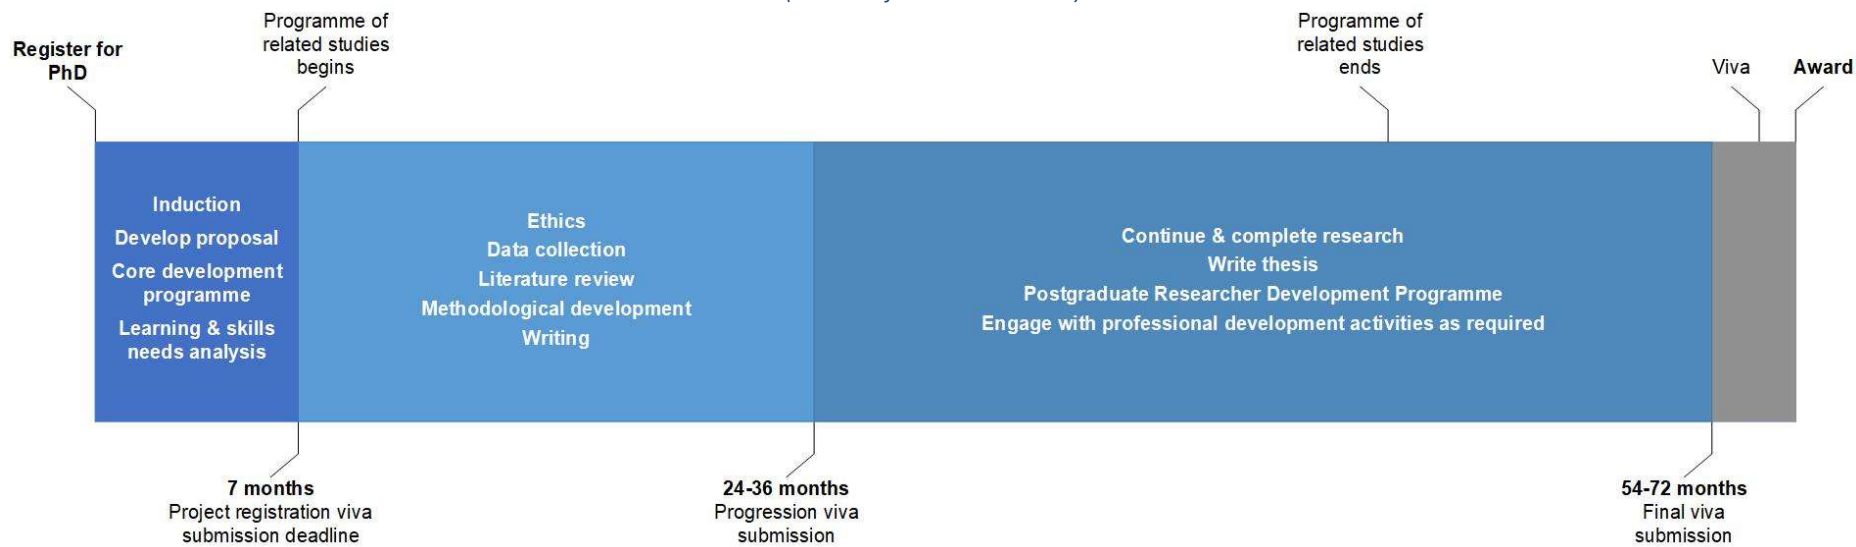 Register for
PhD
Programme of
related studies
begins
Programme of
related studies
ends
Viva
Award
Induction
Develop proposal
Core development
programme
Learning & skills
needs analysis
Ethics
Data collection
Literature review
Methodological development
Writing
Continue & complete research
Write thesis
Postgraduate Researcher Development Programme
Engage with professional development activities as required
7 months
Project registration viva
submission deadline
24-36 months
Progression viva
submission
54-72 months
Final viva
submission